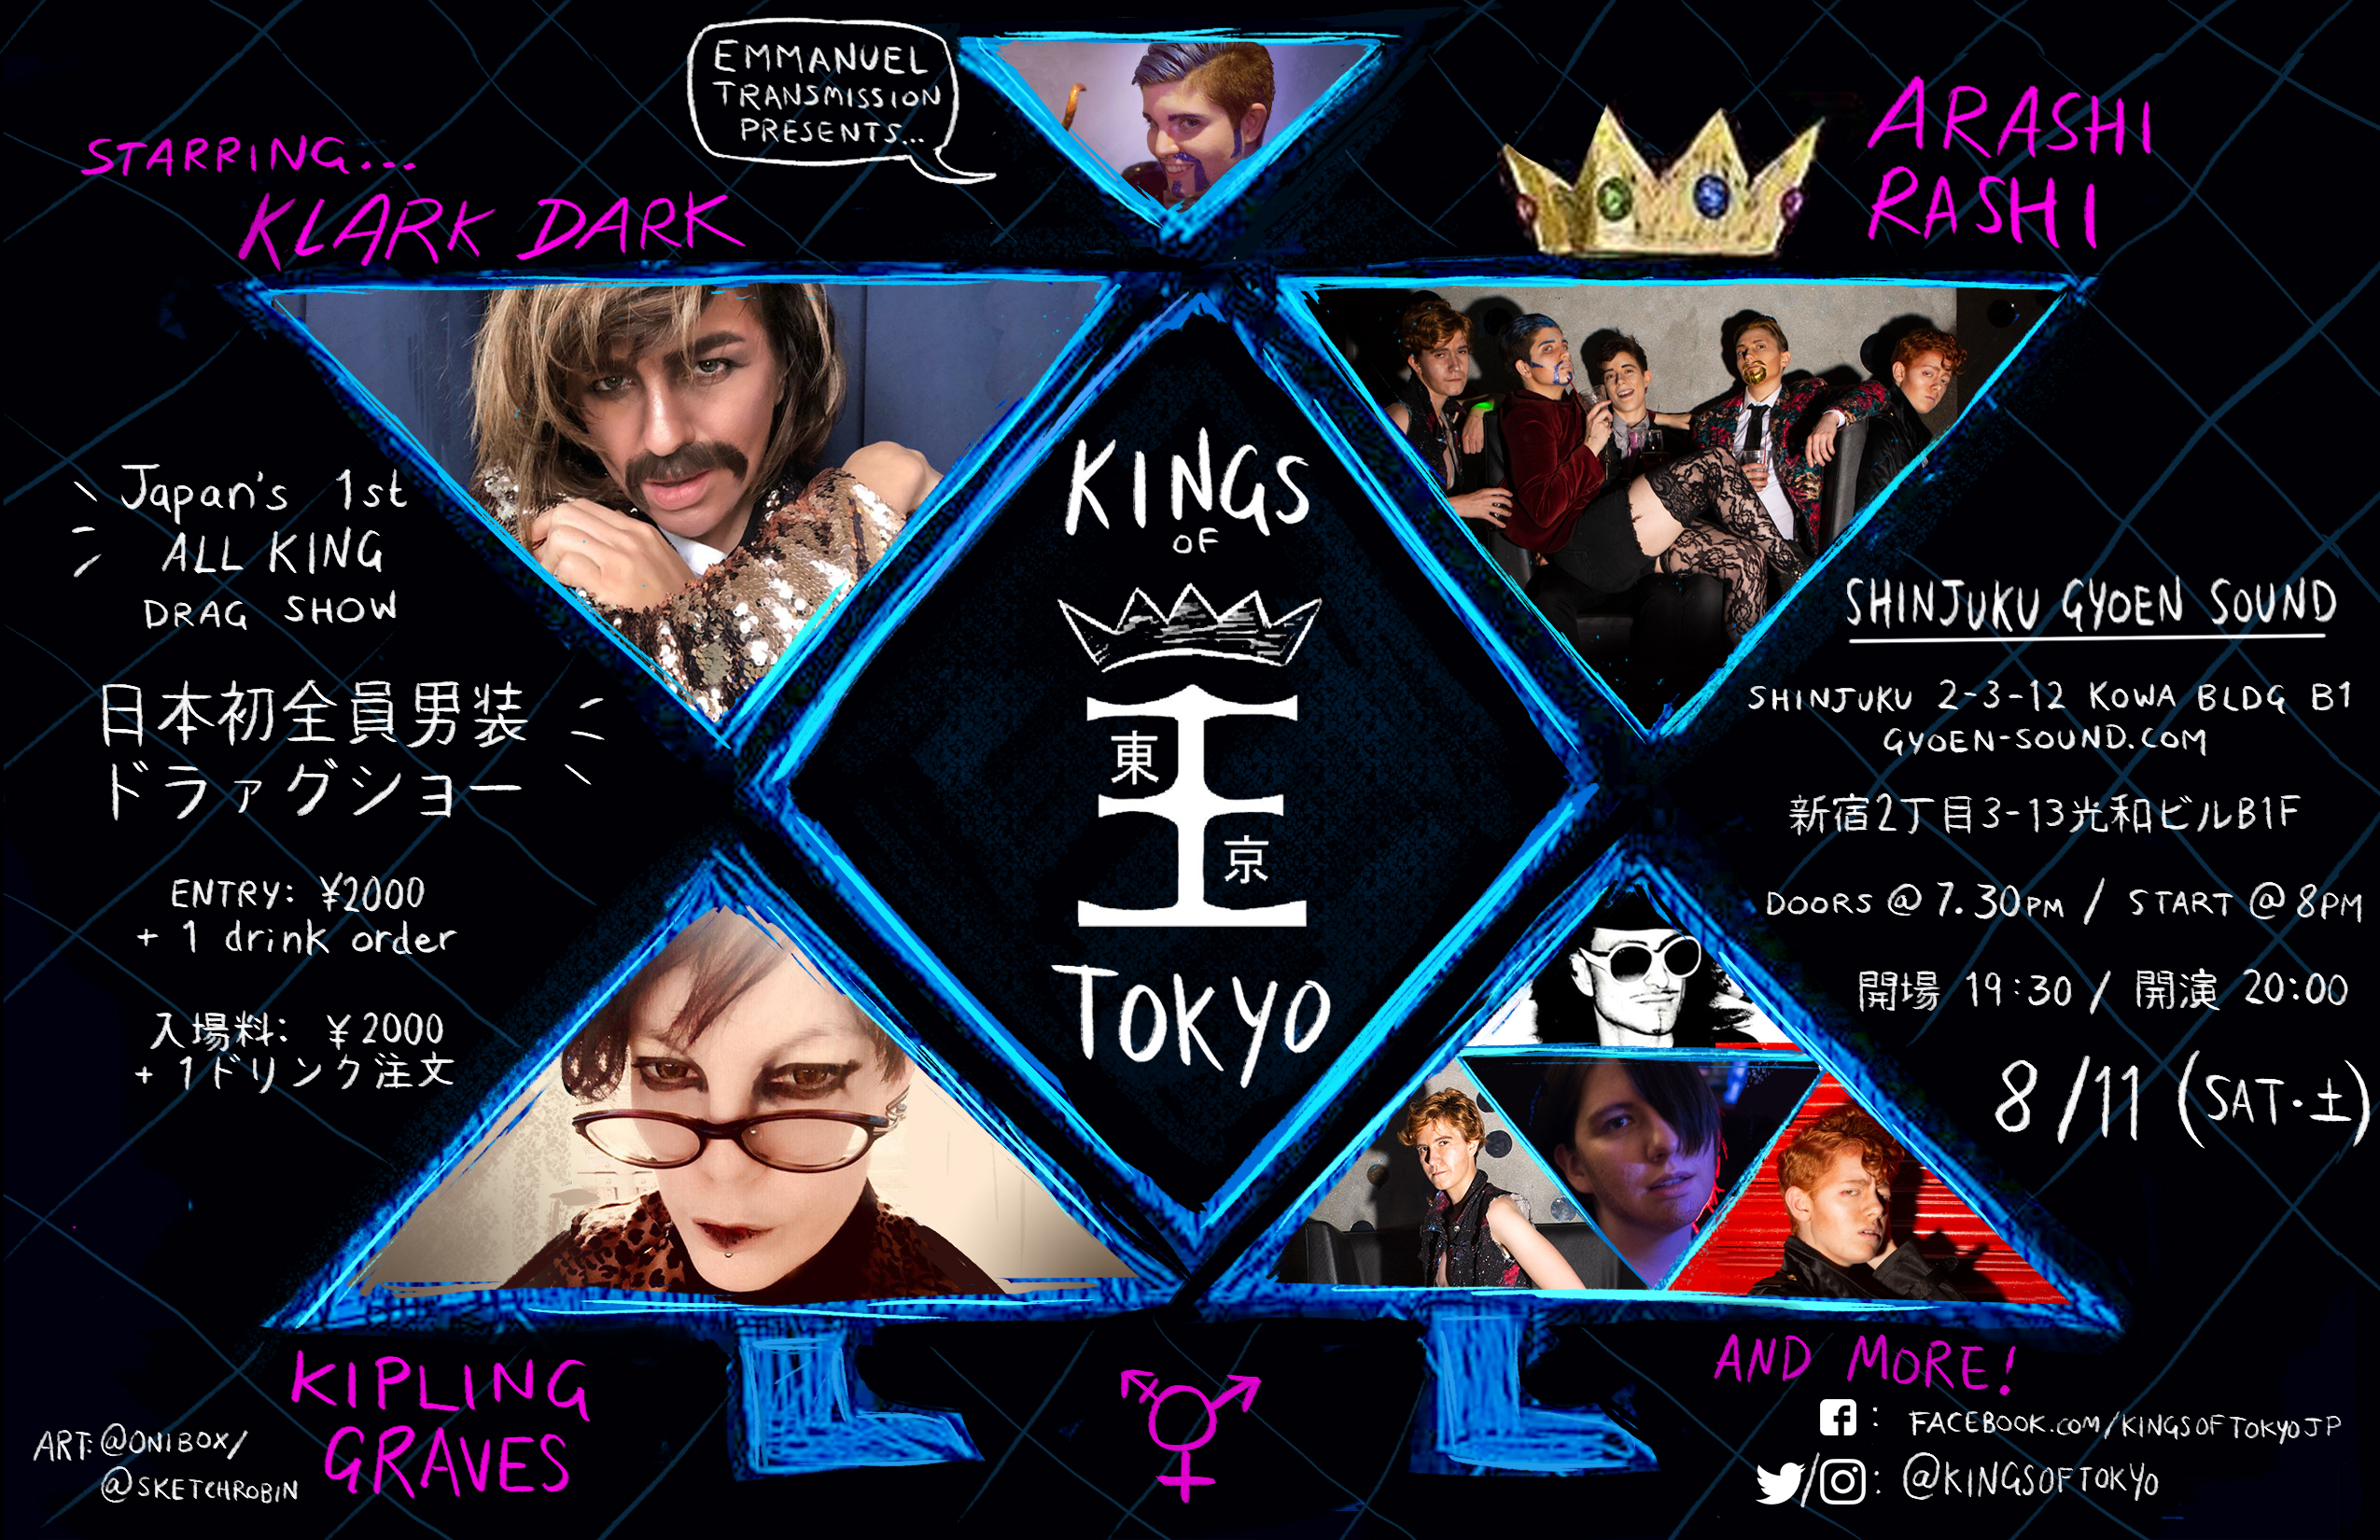 EMMANUEL
TRANSMISSION
PRESENTS...
STARRING...
KLARK DARK
ARASHI
RASHI
Japan's 1st
ALL KING
DRAG SHOW
日本初全員男装
ドラァグショー
ENTRY: ¥2000
+ 1 drink order
入場料: ¥2000
+ 1ドリンク注文
KINGS
OF
王
東
京
TOKYO
SHINJUKU GYOEN SOUND
SHINJUKU 2-3-12 KOWA BLDG B1
GYOEN-SOUND.COM
新宿2丁目3-13光和ビルB1F
DOORS @ 7.30PM / START @ 8PM
開場 19:30 / 開演 20:00
8/11 (SAT・土)
KIPLING
GRAVES
ART: @ONIBOX/
@SKETCHROBIN
AND MORE!
: FACEBOOK.COM/KINGSOFTOKYOJP
/ : @KINGSOFTOKYO